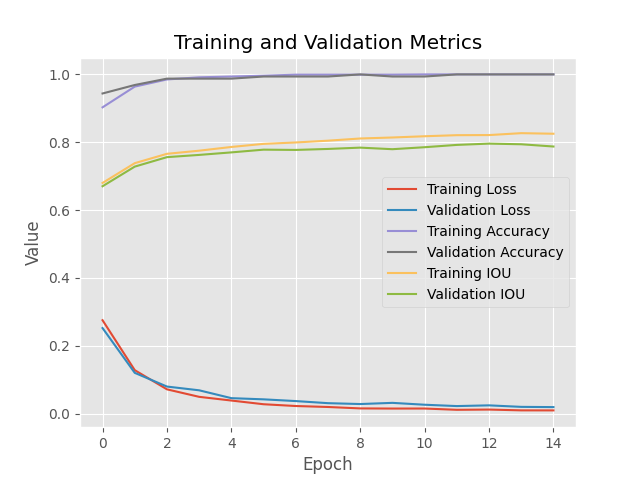 Training and Validation Metrics
1.0
0.8
0.6
0.4
0.2
0.0
Value
Training Loss
Validation Loss
Training Accuracy
Validation Accuracy
Training IOU
Validation IOU
0 2 4 6 8 10 12 14
Epoch